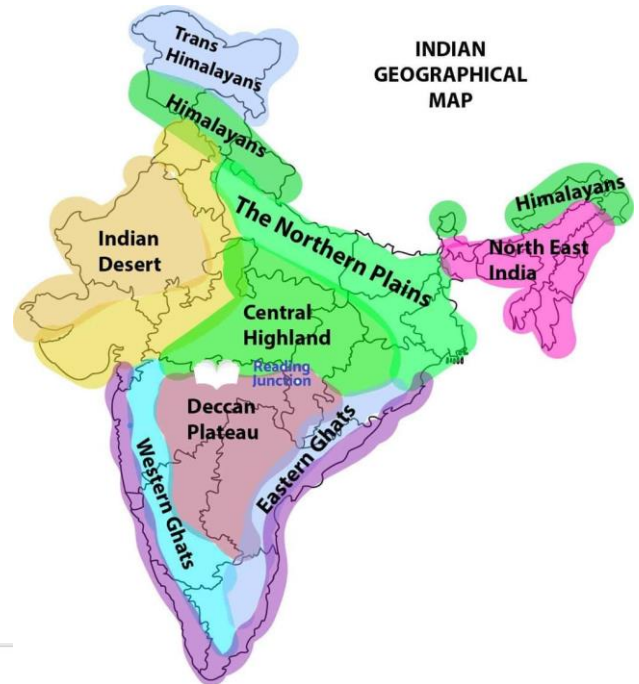 INDIAN
GEOGRAPHICAL
MAP
Trans
Himalayans
Himalayans
Himalayans
The Northern Plains
North East
India
Indian
Desert
Central
Highland
Reading
Junction
Deccan
Plateau
Western Ghats
Eastern Ghats